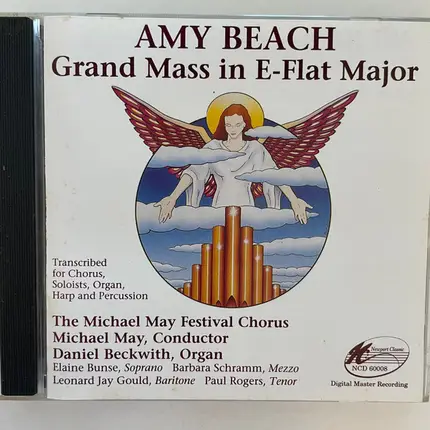 AMY BEACH
Grand Mass in E-Flat Major
Transcribed
for Chorus,
Soloists, Organ,
Harp and Percussion
The Michael May Festival Chorus
Michael May, Conductor
Daniel Beckwith, Organ
Elaine Bunse, Soprano Barbara Schramm, Mezzo
Leonard Jay Gould, Baritone Paul Rogers, Tenor
Newport Classic
NCD 60008
Digital Master Recording